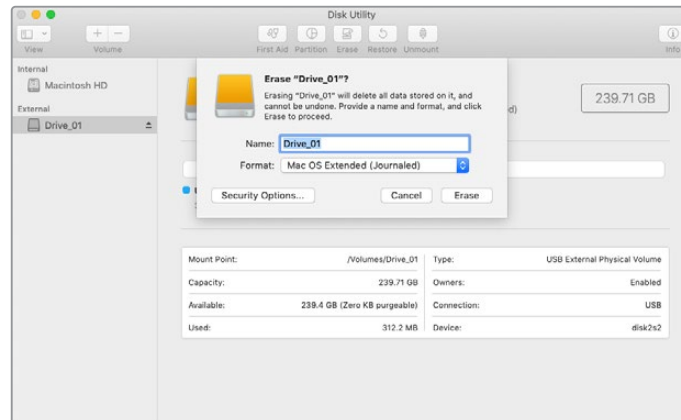 Disk Utility
View
Volume
First Aid Partition Erase Restore Unmount
Info
Internal
Macintosh HD
External
Drive_01
Erase "Drive_01"?
Erasing "Drive_01" will delete all data stored on it, and
cannot be undone. Provide a name and format, and click
Erase to proceed.
d)
239.71 GB
Name: Drive_01
Format: Mac OS Extended (Journaled)
Security Options...
Cancel
Erase
Mount Point: /Volumes/Drive_01 Type: USB External Physical Volume
Capacity: 239.71 GB Owners: Enabled
Available: 239.4 GB (Zero KB purgeable) Connection: USB
Used: 312.2 MB Device: disk2s2